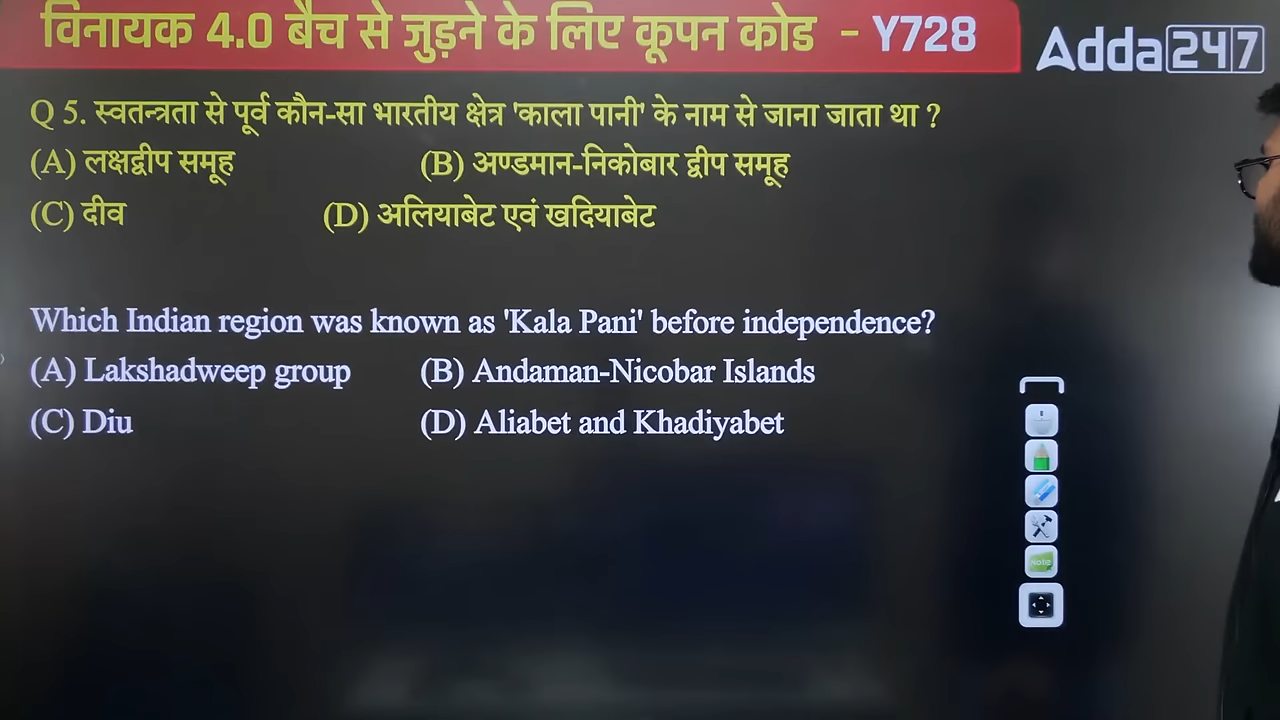 विनायक 4.0 बैच से जुड़ने के लिए कूपन कोड - Y728
Adda247
Q 5. स्वतन्त्रता से पूर्व कौन-सा भारतीय क्षेत्र 'काला पानी' के नाम से जाना जाता था ?
(A) लक्षद्वीप समूह (B) अण्डमान-निकोबार द्वीप समूह
(C) दीव (D) अलियाबेट एवं खदियाबेट
Which Indian region was known as 'Kala Pani' before independence?
(A) Lakshadweep group (B) Andaman-Nicobar Islands
(C) Diu (D) Aliabet and Khadiyabet
Note